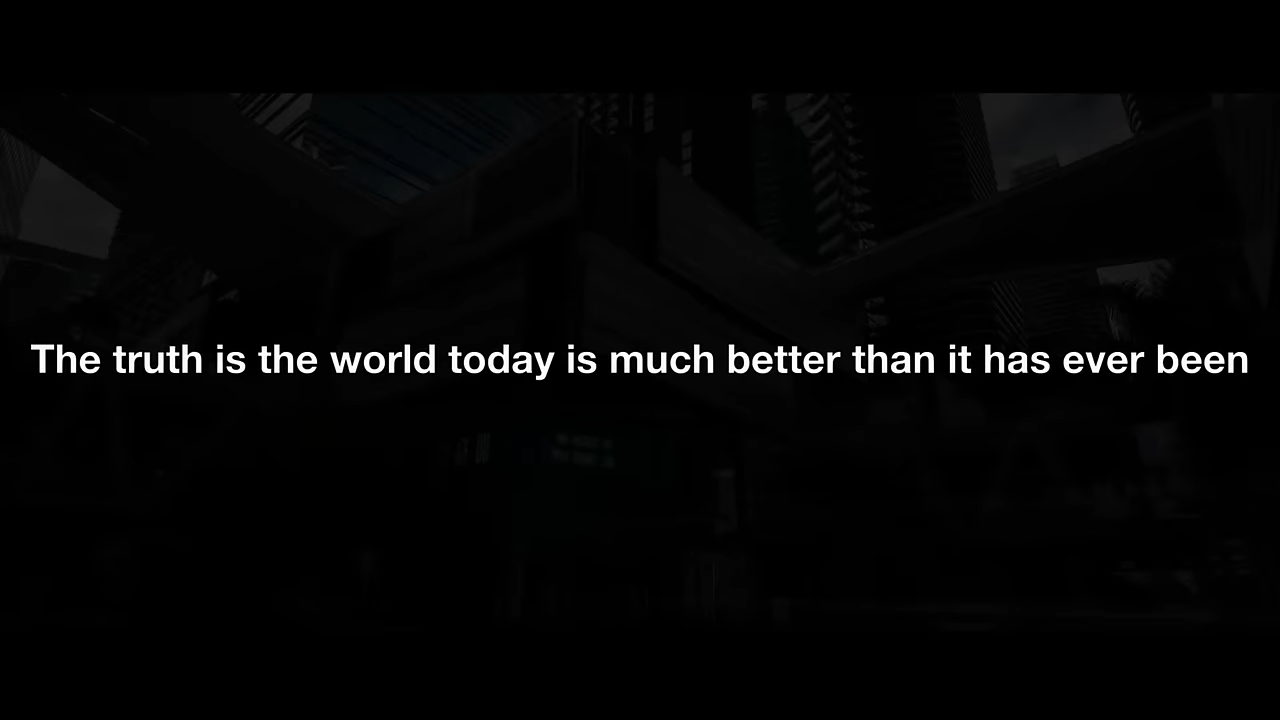 The truth is the world today is much better than it has ever been